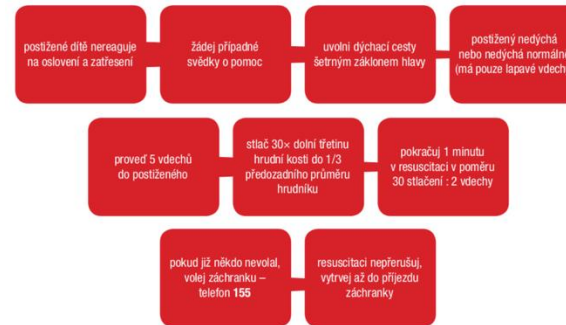 postižené dítě nereaguje
na oslovení a zatřesení
žádej případné
svědky o pomoc
uvolni dýchací cesty
šetrným záklonem hlavy
postižený nedýchá
nebo nedýchá normálně
(má pouze lapavé vdechy
proveď 5 vdechů
do postiženého
stlač 30× dolní třetinu
hrudní kosti do 1/3
předozadního průměru
hrudníku
pokračuj 1 minutu
v resuscitaci v poměru
30 stlačení : 2 vdechy
pokud již někdo nevolal,
volej záchranku –
telefon 155
resuscitaci nepřerušuj,
vytrvej až do příjezdu
záchranky